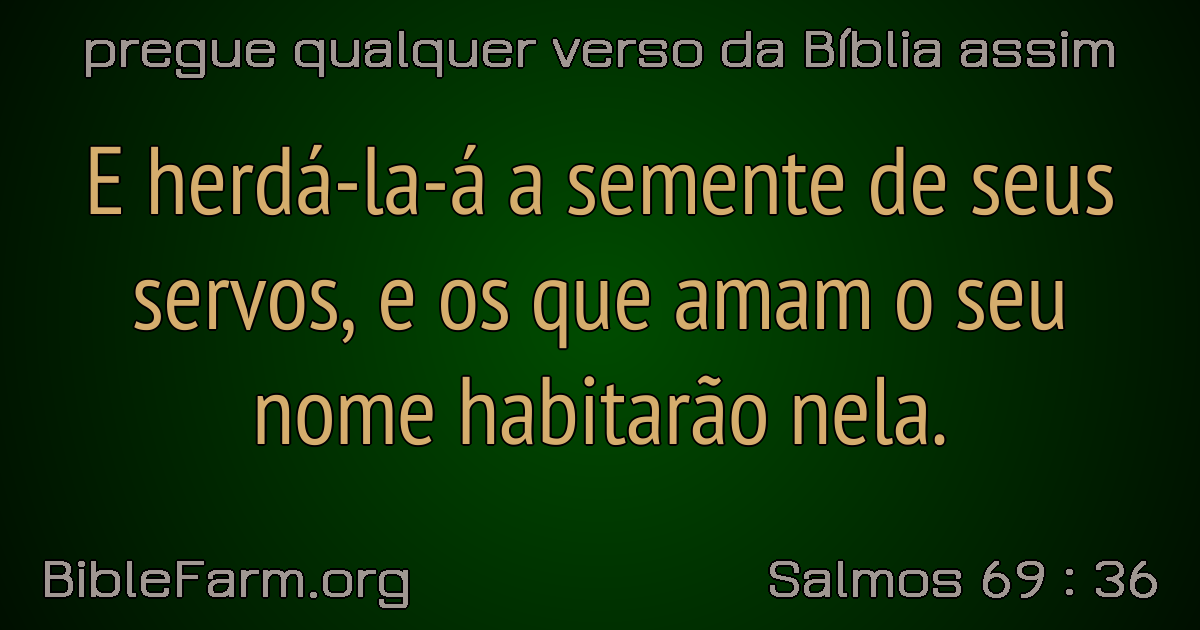 pregue qualquer verso da Bíblia assim
E herdá-la-á a semente de seus
servos, e os que amam o seu
nome habitarão nela.
BibleFarm.org
Salmos 69 : 36